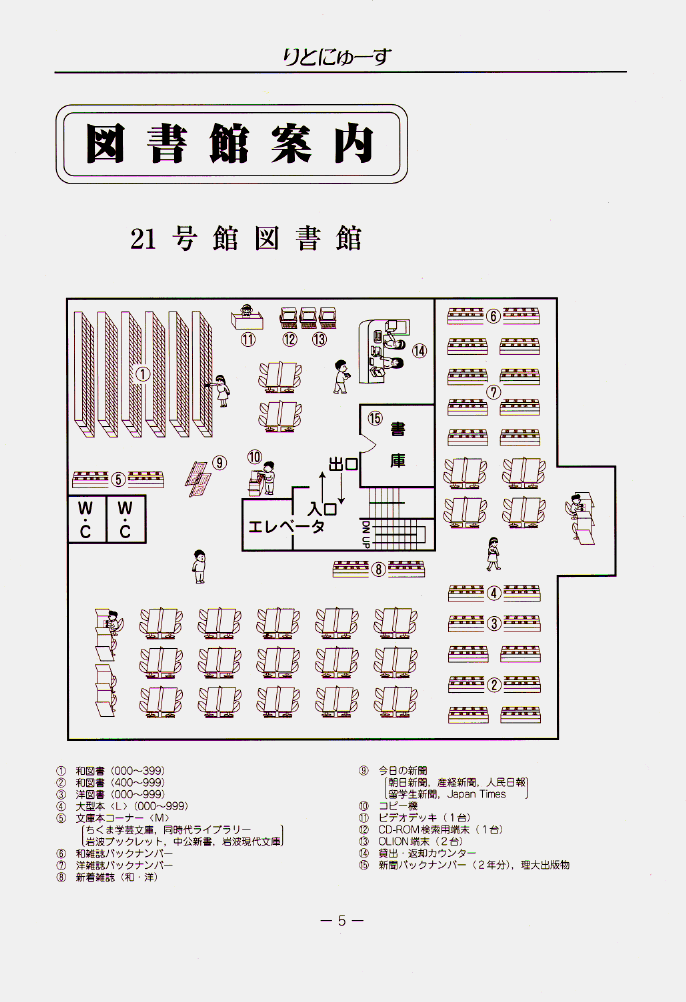 りとにゅーす
図書館案内
21号館図書館
⑥
⑪ ⑫ ⑬
⑭
①
⑦
⑮ 書庫
⑨ ⑩ 出口
⑤
W・C W・C
入口
エレベータ
DN UP
⑧
④
③
②
① 和図書（000〜399）
② 和図書（400〜999）
③ 洋図書（000〜999）
④ 大型本〈L〉（000〜999）
⑤ 文庫本コーナー〈M〉
ちくま学芸文庫，同時代ライブラリー
岩波ブックレット，中公新書，岩波現代文庫
⑥ 和雑誌バックナンバー
⑦ 洋雑誌バックナンバー
⑧ 新着雑誌（和・洋）
⑨ 今日の新聞
朝日新聞，産経新聞，人民日報
留学生新聞，Japan Times
⑩ コピー機
⑪ ビデオデッキ（1台）
⑫ CD-ROM検索用端末（1台）
⑬ OLION端末（2台）
⑭ 貸出・返却カウンター
⑮ 新聞バックナンバー（2年分），理大出版物
— 5 —